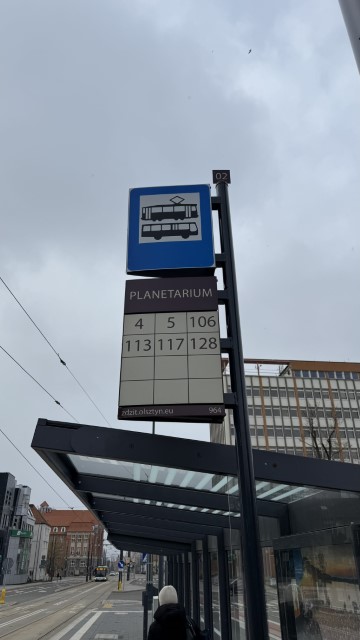 02
PLANETARIUM
4 5 106
113 117 128
zdzit.olsztyn.eu 964